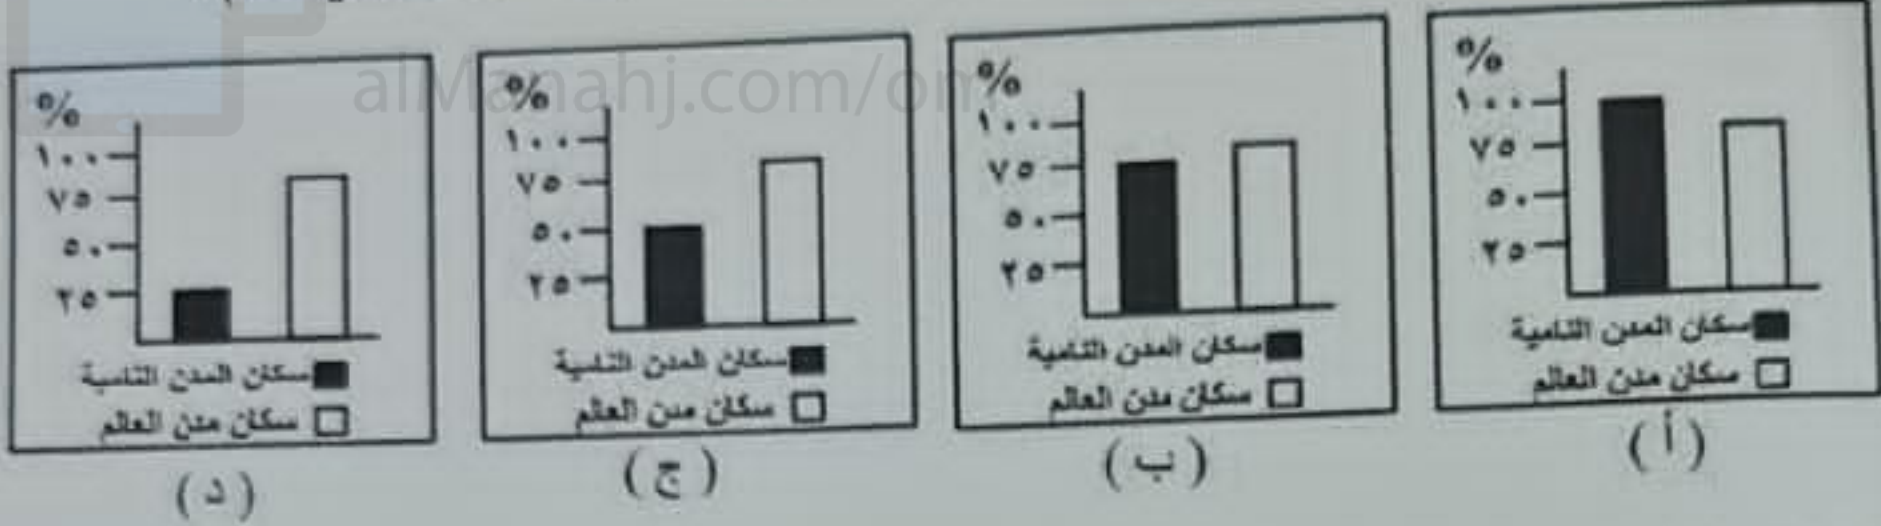 alManahj.com/om
%
١٠٠
٧٥
٥٠
٢٥
سكان المدن النامية
سكان مدن العالم
(أ)
%
١٠٠
٧٥
٥٠
٢٥
سكان المدن النامية
سكان مدن العالم
(ب)
%
١٠٠
٧٥
٥٠
٢٥
سكان المدن النامية
سكان مدن العالم
(ج)
%
١٠٠
٧٥
٥٠
٢٥
سكان المدن النامية
سكان مدن العالم
(د)